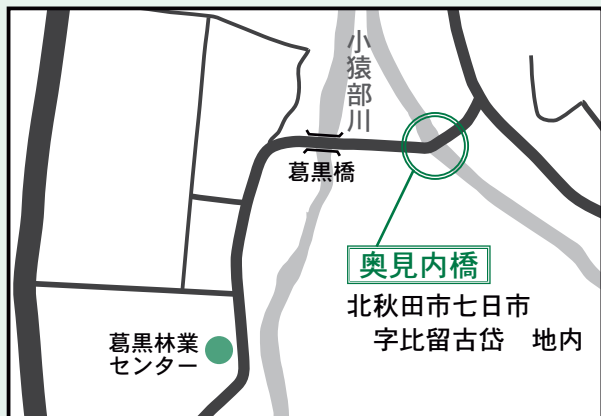 小猿部川
葛黒橋
奥見内橋
北秋田市七日市
字比留古岱　地内
葛黒林業
センター